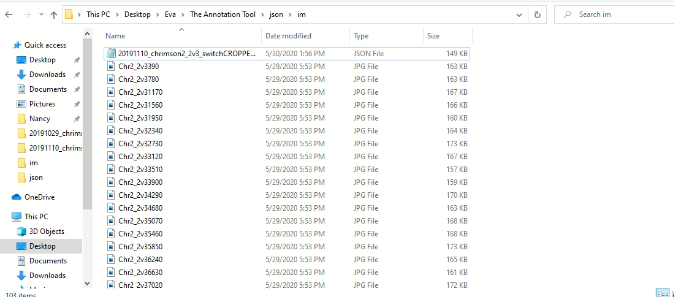 This PC > Desktop > Eva > The Annotation Tool > json > im
Search im
Name Date modified Type Size
Quick access
Desktop
Downloads
Documents
Pictures
Nancy
20191029_chrims
20191110_chrims
im
json
OneDrive
This PC
3D Objects
Desktop
Documents
Downloads
20191110_chrimson2_2v3_switchCROPPE... 5/30/2020 1:56 PM JSON File 149 KB
Chr2_2v3390 5/29/2020 5:53 PM JPG File 163 KB
Chr2_2v3780 5/29/2020 5:53 PM JPG File 163 KB
Chr2_2v31170 5/29/2020 5:53 PM JPG File 167 KB
Chr2_2v31560 5/29/2020 5:53 PM JPG File 166 KB
Chr2_2v31950 5/29/2020 5:53 PM JPG File 160 KB
Chr2_2v32340 5/29/2020 5:53 PM JPG File 164 KB
Chr2_2v32730 5/29/2020 5:53 PM JPG File 173 KB
Chr2_2v33120 5/29/2020 5:53 PM JPG File 167 KB
Chr2_2v33510 5/29/2020 5:53 PM JPG File 157 KB
Chr2_2v33900 5/29/2020 5:53 PM JPG File 159 KB
Chr2_2v34290 5/29/2020 5:53 PM JPG File 170 KB
Chr2_2v34680 5/29/2020 5:53 PM JPG File 163 KB
Chr2_2v35070 5/29/2020 5:53 PM JPG File 168 KB
Chr2_2v35460 5/29/2020 5:53 PM JPG File 168 KB
Chr2_2v35850 5/29/2020 5:53 PM JPG File 173 KB
Chr2_2v36240 5/29/2020 5:53 PM JPG File 165 KB
Chr2_2v36630 5/29/2020 5:53 PM JPG File 161 KB
Chr2_2v37020 5/29/2020 5:53 PM JPG File 172 KB
103 items